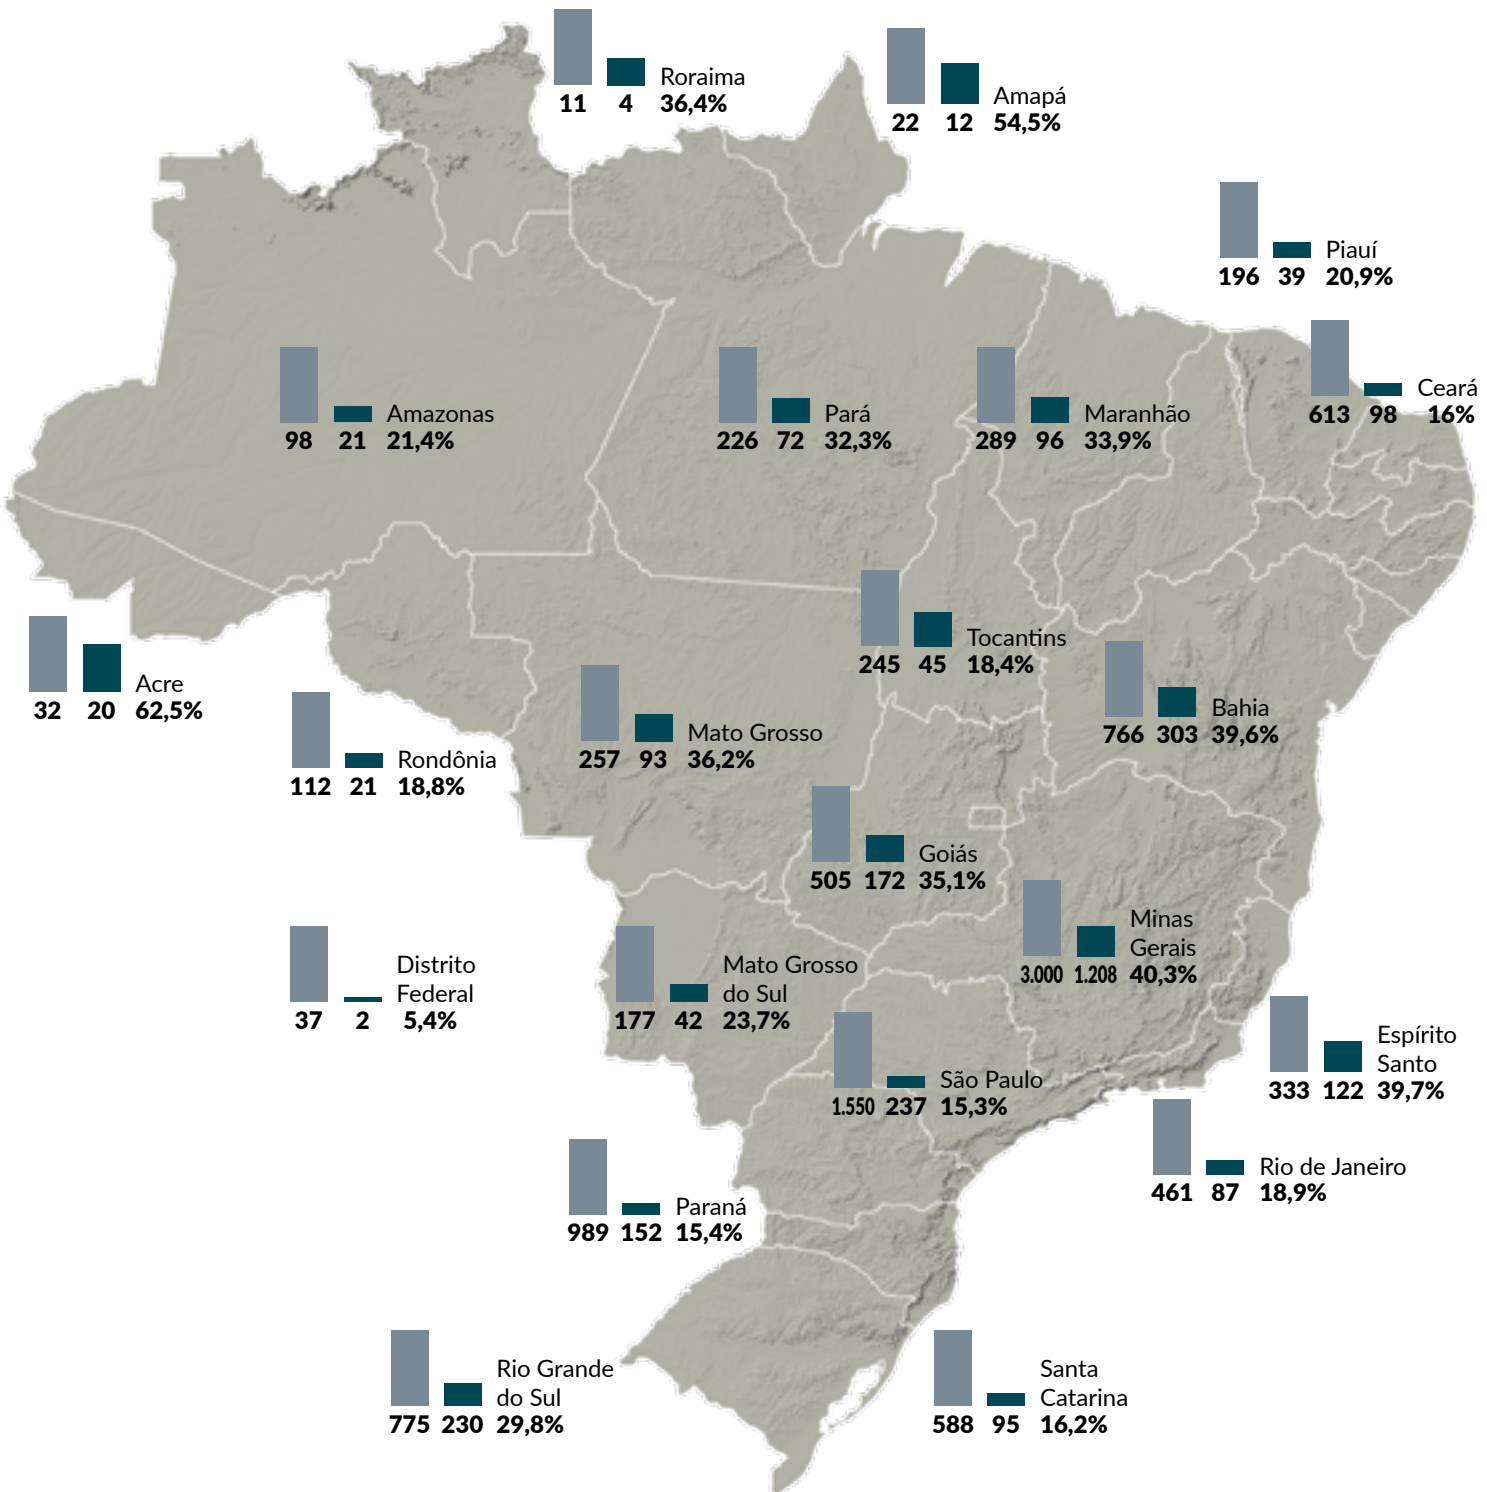 Roraima
11 4 36,4%
Amapá
22 12 54,5%
Piauí
196 39 20,9%
Ceará
613 98 16%
Amazonas
98 21 21,4%
Pará
226 72 32,3%
Maranhão
289 96 33,9%
Tocantins
245 45 18,4%
Acre
32 20 62,5%
Bahia
766 303 39,6%
Mato Grosso
257 93 36,2%
Rondônia
112 21 18,8%
Goiás
505 172 35,1%
Minas
Gerais
3.000 1.208 40,3%
Distrito
Federal
37 2 5,4%
Mato Grosso
do Sul
177 42 23,7%
Espírito
Santo
333 122 39,7%
São Paulo
1.550 237 15,3%
Rio de Janeiro
461 87 18,9%
Paraná
989 152 15,4%
Rio Grande
do Sul
775 230 29,8%
Santa
Catarina
588 95 16,2%